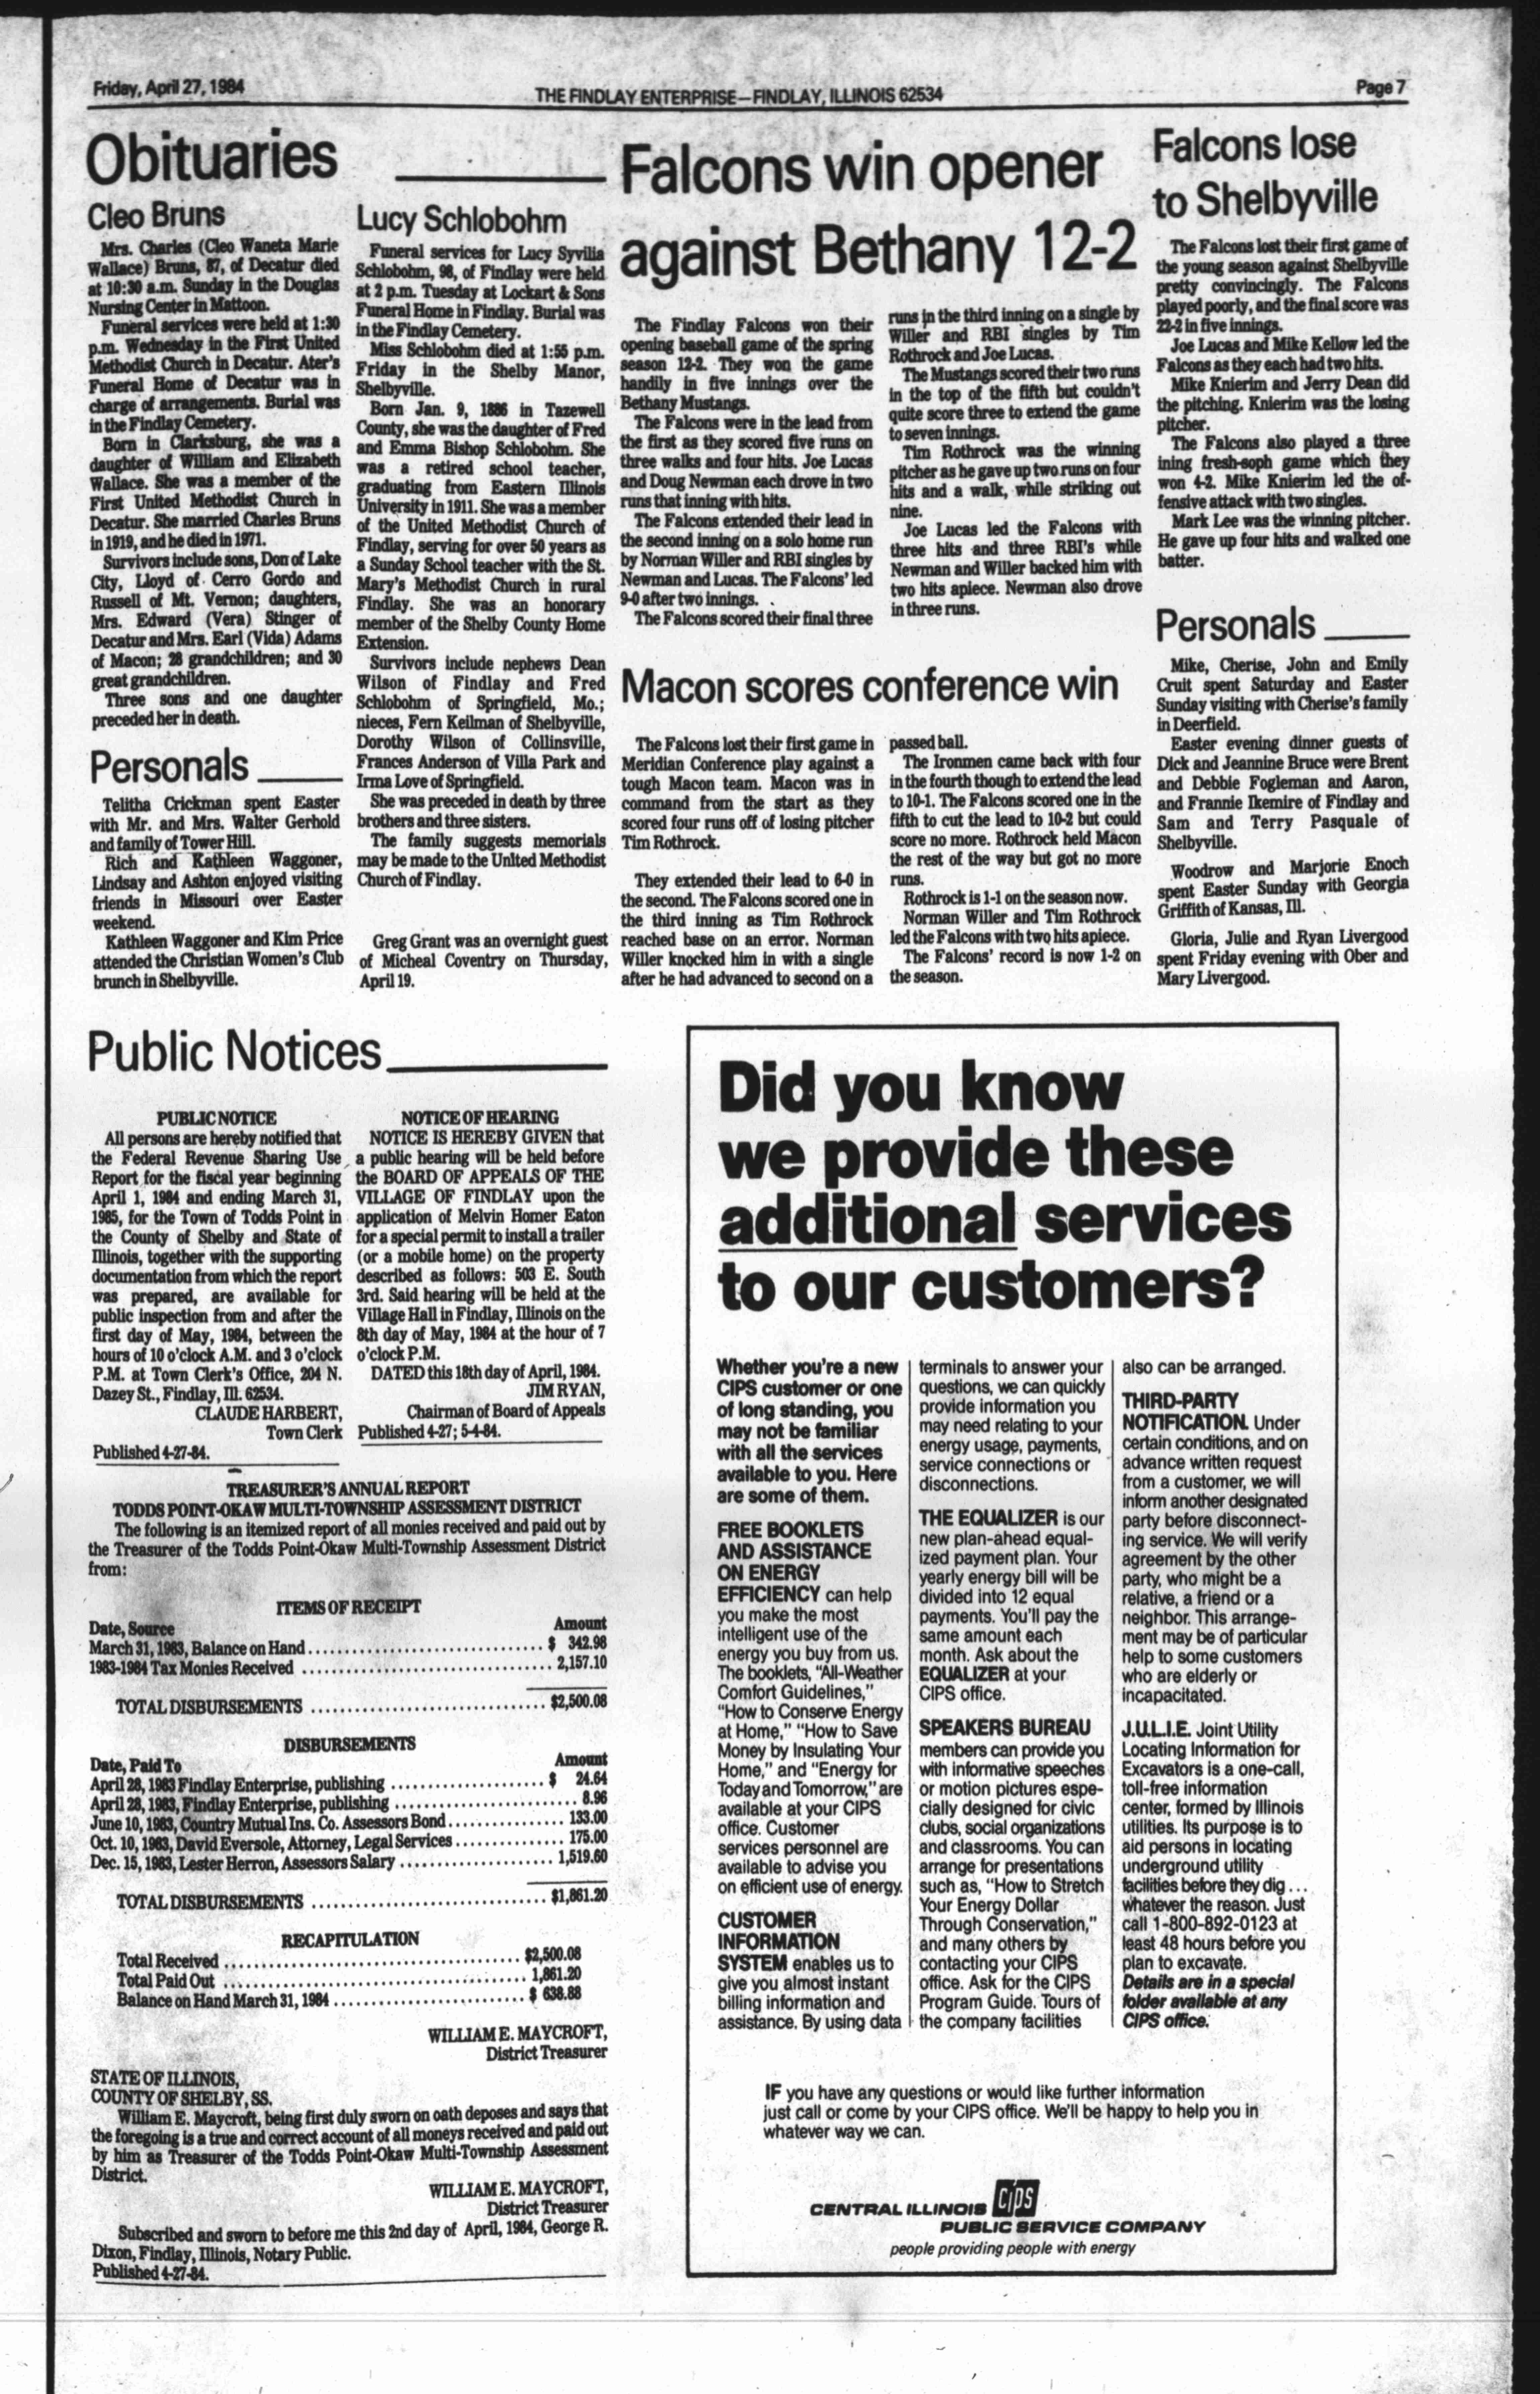 Friday, April 27, 1984
THE FINDLAY ENTERPRISE—FINDLAY, ILLINOIS 62534
Page 7
Obituaries
Cleo Bruns
Mrs. Charles (Cleo Waneta Marie
Wallace) Bruns, 87, of Decatur died
at 10:30 a.m. Sunday in the Douglas
Nursing Center in Mattoon.
Funeral services were held at 1:30
p.m. Wednesday in the First United
Methodist Church in Decatur. Ater's
Funeral Home of Decatur was in
charge of arrangements. Burial was
in the Findlay Cemetery.
Born in Clarksburg, she was a
daughter of William and Elizabeth
Wallace. She was a member of the
First United Methodist Church in
Decatur. She married Charles Bruns
in 1919, and he died in 1971.
Survivors include sons, Don of Lake
City, Lloyd of Cerro Gordo and
Russell of Mt. Vernon; daughters,
Mrs. Edward (Vera) Stinger of
Decatur and Mrs. Earl (Vida) Adams
of Macon; 28 grandchildren; and 30
great grandchildren.
Three sons and one daughter
preceded her in death.
Personals
Telitha Crickman spent Easter
with Mr. and Mrs. Walter Gerhold
and family of Tower Hill.
Rich and Kathleen Waggoner,
Lindsay and Ashton enjoyed visiting
friends in Missouri over Easter
weekend.
Kathleen Waggoner and Kim Price
attended the Christian Women's Club
brunch in Shelbyville.
Lucy Schlobohm
Funeral services for Lucy Syvilia
Schlobohm, 98, of Findlay were held
at 2 p.m. Tuesday at Lockart & Sons
Funeral Home in Findlay. Burial was
in the Findlay Cemetery.
Miss Schlobohm died at 1:55 p.m.
Friday in the Shelby Manor,
Shelbyville.
Born Jan. 9, 1886 in Tazewell
County, she was the daughter of Fred
and Emma Bishop Schlobohm. She
was a retired school teacher,
graduating from Eastern Illinois
University in 1911. She was a member
of the United Methodist Church of
Findlay, serving for over 50 years as
a Sunday School teacher with the St.
Mary's Methodist Church in rural
Findlay. She was an honorary
member of the Shelby County Home
Extension.
Survivors include nephews Dean
Wilson of Findlay and Fred
Schlobohm of Springfield, Mo.;
nieces, Fern Keilman of Shelbyville,
Dorothy Wilson of Collinsville,
Frances Anderson of Villa Park and
Irma Love of Springfield.
She was preceded in death by three
brothers and three sisters.
The family suggests memorials
may be made to the United Methodist
Church of Findlay.
Greg Grant was an overnight guest
of Micheal Coventry on Thursday,
April 19.
Falcons win opener
against Bethany 12-2
The Findlay Falcons won their
opening baseball game of the spring
season 12-2. They won the game
handily in five innings over the
Bethany Mustangs.
The Falcons were in the lead from
the first as they scored five runs on
three walks and four hits. Joe Lucas
and Doug Newman each drove in two
runs that inning with hits.
The Falcons extended their lead in
the second inning on a solo home run
by Norman Willer and RBI singles by
Newman and Lucas. The Falcons' led
9-0 after two innings.
The Falcons scored their final three
runs in the third inning on a single by
Willer and RBI singles by Tim
Rothrock and Joe Lucas.
The Mustangs scored their two runs
in the top of the fifth but couldn't
quite score three to extend the game
to seven innings.
Tim Rothrock was the winning
pitcher as he gave up two runs on four
hits and a walk, while striking out
nine.
Joe Lucas led the Falcons with
three hits and three RBI's while
Newman and Willer backed him with
two hits apiece. Newman also drove
in three runs.
Macon scores conference win
The Falcons lost their first game in
Meridian Conference play against a
tough Macon team. Macon was in
command from the start as they
scored four runs off of losing pitcher
Tim Rothrock.
They extended their lead to 6-0 in
the second. The Falcons scored one in
the third inning as Tim Rothrock
reached base on an error. Norman
Willer knocked him in with a single
after he had advanced to second on a
passed ball.
The Ironmen came back with four
in the fourth though to extend the lead
to 10-1. The Falcons scored one in the
fifth to cut the lead to 10-2 but could
score no more. Rothrock held Macon
the rest of the way but got no more
runs.
Rothrock is 1-1 on the season now.
Norman Willer and Tim Rothrock
led the Falcons with two hits apiece.
The Falcons' record is now 1-2 on
the season.
Falcons lose
to Shelbyville
The Falcons lost their first game of
the young season against Shelbyville
pretty convincingly. The Falcons
played poorly, and the final score was
22-2 in five innings.
Joe Lucas and Mike Kellow led the
Falcons as they each had two hits.
Mike Knierim and Jerry Dean did
the pitching. Knierim was the losing
pitcher.
The Falcons also played a three
ining fresh-soph game which they
won 4-2. Mike Knierim led the of-
fensive attack with two singles.
Mark Lee was the winning pitcher.
He gave up four hits and walked one
batter.
Personals
Mike, Cherise, John and Emily
Cruit spent Saturday and Easter
Sunday visiting with Cherise's family
in Deerfield.
Easter evening dinner guests of
Dick and Jeannine Bruce were Brent
and Debbie Fogleman and Aaron,
and Frannie Ikemire of Findlay and
Sam and Terry Pasquale of
Shelbyville.
Woodrow and Marjorie Enoch
spent Easter Sunday with Georgia
Griffith of Kansas, Ill.
Gloria, Julie and Ryan Livergood
spent Friday evening with Ober and
Mary Livergood.
Public Notices
PUBLIC NOTICE
All persons are hereby notified that
the Federal Revenue Sharing Use
Report for the fiscal year beginning
April 1, 1984 and ending March 31,
1985, for the Town of Todds Point in
the County of Shelby and State of
Illinois, together with the supporting
documentation from which the report
was prepared, are available for
public inspection from and after the
first day of May, 1984, between the
hours of 10 o'clock A.M. and 3 o'clock
P.M. at Town Clerk's Office, 204 N.
Dazey St., Findlay, Ill. 62534.
CLAUDE HARBERT,
Town Clerk
Published 4-27-84.
NOTICE OF HEARING
NOTICE IS HEREBY GIVEN that
a public hearing will be held before
the BOARD OF APPEALS OF THE
VILLAGE OF FINDLAY upon the
application of Melvin Homer Eaton
for a special permit to install a trailer
(or a mobile home) on the property
described as follows: 503 E. South
3rd. Said hearing will be held at the
Village Hall in Findlay, Illinois on the
8th day of May, 1984 at the hour of 7
o'clock P.M.
DATED this 18th day of April, 1984.
JIM RYAN,
Chairman of Board of Appeals
Published 4-27; 5-4-84.
TREASURER'S ANNUAL REPORT
TODDS POINT-OKAW MULTI-TOWNSHIP ASSESSMENT DISTRICT
The following is an itemized report of all monies received and paid out by
the Treasurer of the Todds Point-Okaw Multi-Township Assessment District
from:
ITEMS OF RECEIPT
Date, Source Amount
March 31, 1983, Balance on Hand ........ $ 342.98
1983-1984 Tax Monies Received ........ 2,157.10
TOTAL DISBURSEMENTS ........ $2,500.08
DISBURSEMENTS
Date, Paid To Amount
April 28, 1983 Findlay Enterprise, publishing ........ $ 24.64
April 28, 1983, Findlay Enterprise, publishing ........ 8.96
June 10, 1983, Country Mutual Ins. Co. Assessors Bond ........ 133.00
Oct. 10, 1983, David Eversole, Attorney, Legal Services ........ 175.00
Dec. 15, 1983, Lester Herron, Assessors Salary ........ 1,519.60
TOTAL DISBURSEMENTS ........ $1,861.20
RECAPITULATION
Total Received ........ $2,500.08
Total Paid Out ........ 1,861.20
Balance on Hand March 31, 1984 ........ $ 638.88
WILLIAM E. MAYCROFT,
District Treasurer
STATE OF ILLINOIS,
COUNTY OF SHELBY, SS.
William E. Maycroft, being first duly sworn on oath deposes and says that
the foregoing is a true and correct account of all moneys received and paid out
by him as Treasurer of the Todds Point-Okaw Multi-Township Assessment
District.
WILLIAM E. MAYCROFT,
District Treasurer
Subscribed and sworn to before me this 2nd day of April, 1984, George R.
Dixon, Findlay, Illinois, Notary Public.
Published 4-27-84.
Did you know
we provide these
additional services
to our customers?
Whether you're a new
CIPS customer or one
of long standing, you
may not be familiar
with all the services
available to you. Here
are some of them.
FREE BOOKLETS
AND ASSISTANCE
ON ENERGY
EFFICIENCY can help
you make the most
intelligent use of the
energy you buy from us.
The booklets, "All-Weather
Comfort Guidelines,"
"How to Conserve Energy
at Home," "How to Save
Money by Insulating Your
Home," and "Energy for
Today and Tomorrow," are
available at your CIPS
office. Customer
services personnel are
available to advise you
on efficient use of energy.
CUSTOMER
INFORMATION
SYSTEM enables us to
give you almost instant
billing information and
assistance. By using data
terminals to answer your
questions, we can quickly
provide information you
may need relating to your
energy usage, payments,
service connections or
disconnections.
THE EQUALIZER is our
new plan-ahead equal-
ized payment plan. Your
yearly energy bill will be
divided into 12 equal
payments. You'll pay the
same amount each
month. Ask about the
EQUALIZER at your
CIPS office.
SPEAKERS BUREAU
members can provide you
with informative speeches
or motion pictures espe-
cially designed for civic
clubs, social organizations
and classrooms. You can
arrange for presentations
such as, "How to Stretch
Your Energy Dollar
Through Conservation,"
and many others by
contacting your CIPS
office. Ask for the CIPS
Program Guide. Tours of
the company facilities
also can be arranged.
THIRD-PARTY
NOTIFICATION. Under
certain conditions, and on
advance written request
from a customer, we will
inform another designated
party before disconnect-
ing service. We will verify
agreement by the other
party, who might be a
relative, a friend or a
neighbor. This arrange-
ment may be of particular
help to some customers
who are elderly or
incapacitated.
J.U.L.I.E. Joint Utility
Locating Information for
Excavators is a one-call,
toll-free information
center, formed by Illinois
utilities. Its purpose is to
aid persons in locating
underground utility
facilities before they dig ...
whatever the reason. Just
call 1-800-892-0123 at
least 48 hours before you
plan to excavate.
Details are in a special
folder available at any
CIPS office.
IF you have any questions or would like further information
just call or come by your CIPS office. We'll be happy to help you in
whatever way we can.
CENTRAL ILLINOIS CIPS
PUBLIC SERVICE COMPANY
people providing people with energy